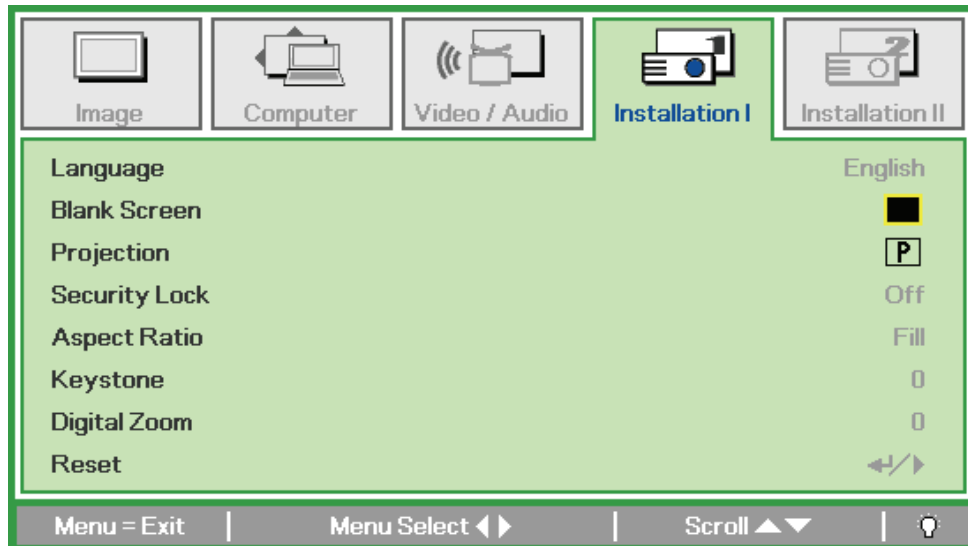 Image
Computer
Video / Audio
Installation I
Installation II
Language English
Blank Screen
Projection P
Security Lock Off
Aspect Ratio Fill
Keystone 0
Digital Zoom 0
Reset
Menu = Exit | Menu Select | Scroll |